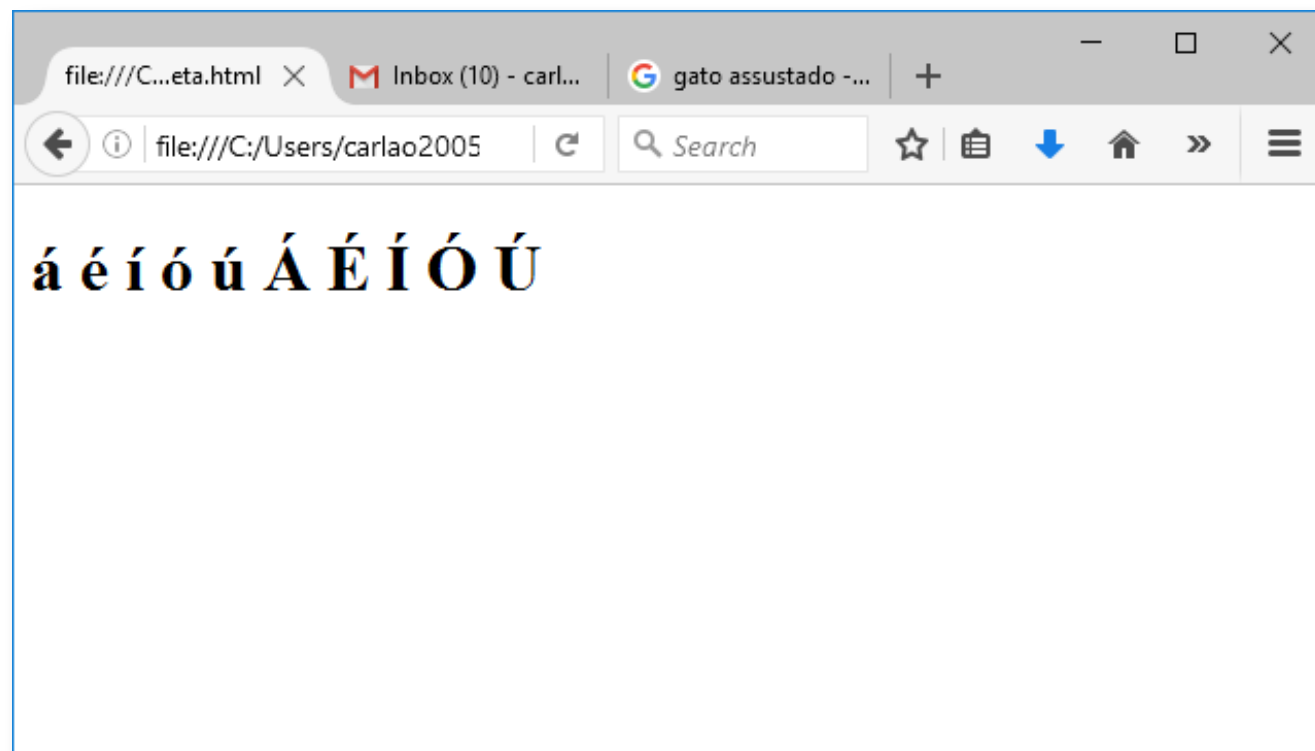 file:///C...eta.html
Inbox (10) - carl...
gato assustado -...
file:///C:/Users/carlao2005
Search
á é í ó ú Á É Í Ó Ú